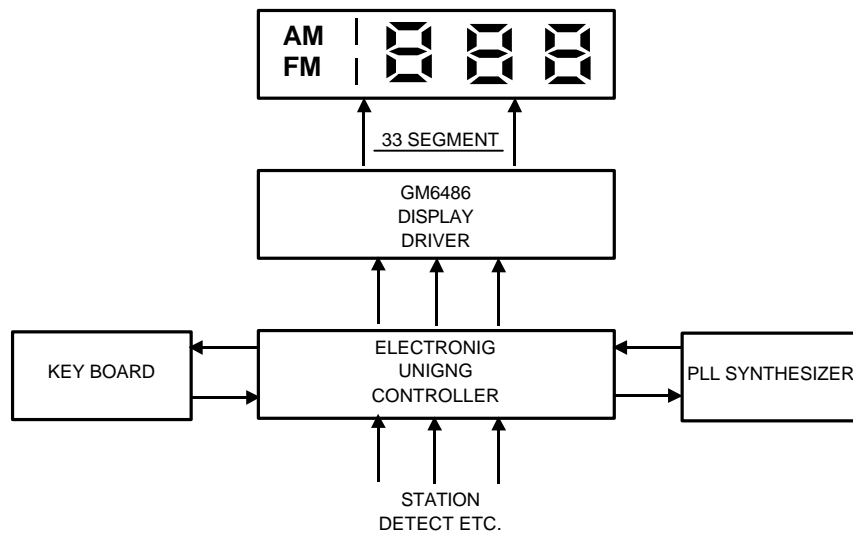 AM
FM
33 SEGMENT
GM6486
DISPLAY
DRIVER
KEY BOARD
ELECTRONIG
UNIGNG
CONTROLLER
PLL SYNTHESIZER
STATION
DETECT ETC.